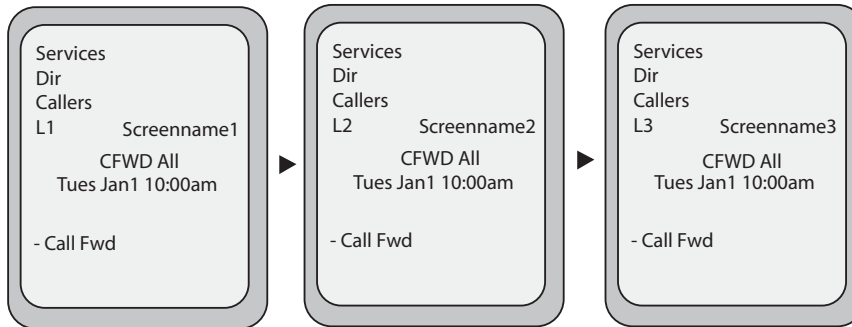 Services
Dir
Callers
L1 Screenname1
CFWD All
Tues Jan1 10:00am
- Call Fwd
Services
Dir
Callers
L2 Screenname2
CFWD All
Tues Jan1 10:00am
- Call Fwd
Services
Dir
Callers
L3 Screenname3
CFWD All
Tues Jan1 10:00am
- Call Fwd